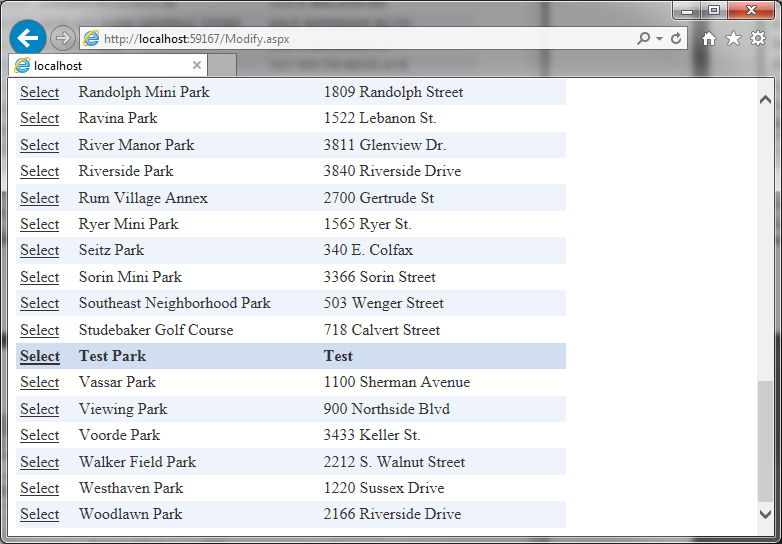 http://localhost:59167/Modify.aspx
localhost
Select Randolph Mini Park 1809 Randolph Street
Select Ravina Park 1522 Lebanon St.
Select River Manor Park 3811 Glenview Dr.
Select Riverside Park 3840 Riverside Drive
Select Rum Village Annex 2700 Gertrude St
Select Ryer Mini Park 1565 Ryer St.
Select Seitz Park 340 E. Colfax
Select Sorin Mini Park 3366 Sorin Street
Select Southeast Neighborhood Park 503 Wenger Street
Select Studebaker Golf Course 718 Calvert Street
Select Test Park Test
Select Vassar Park 1100 Sherman Avenue
Select Viewing Park 900 Northside Blvd
Select Voorde Park 3433 Keller St.
Select Walker Field Park 2212 S. Walnut Street
Select Westhaven Park 1220 Sussex Drive
Select Woodlawn Park 2166 Riverside Drive